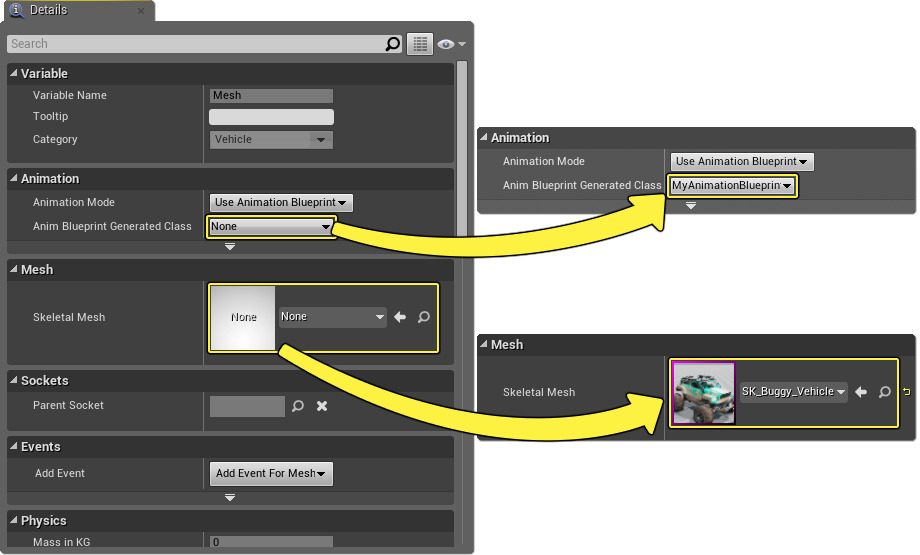 Details
Search
Variable
Variable Name Mesh
Tooltip
Category Vehicle
Animation
Animation Mode Use Animation Blueprint
Anim Blueprint Generated Class None
Mesh
Skeletal Mesh None None
Sockets
Parent Socket
Events
Add Event Add Event For Mesh
Physics
Mass in KG 0
Animation
Animation Mode Use Animation Blueprint
Anim Blueprint Generated Class MyAnimationBlueprin
Mesh
Skeletal Mesh SK_Buggy_Vehicle